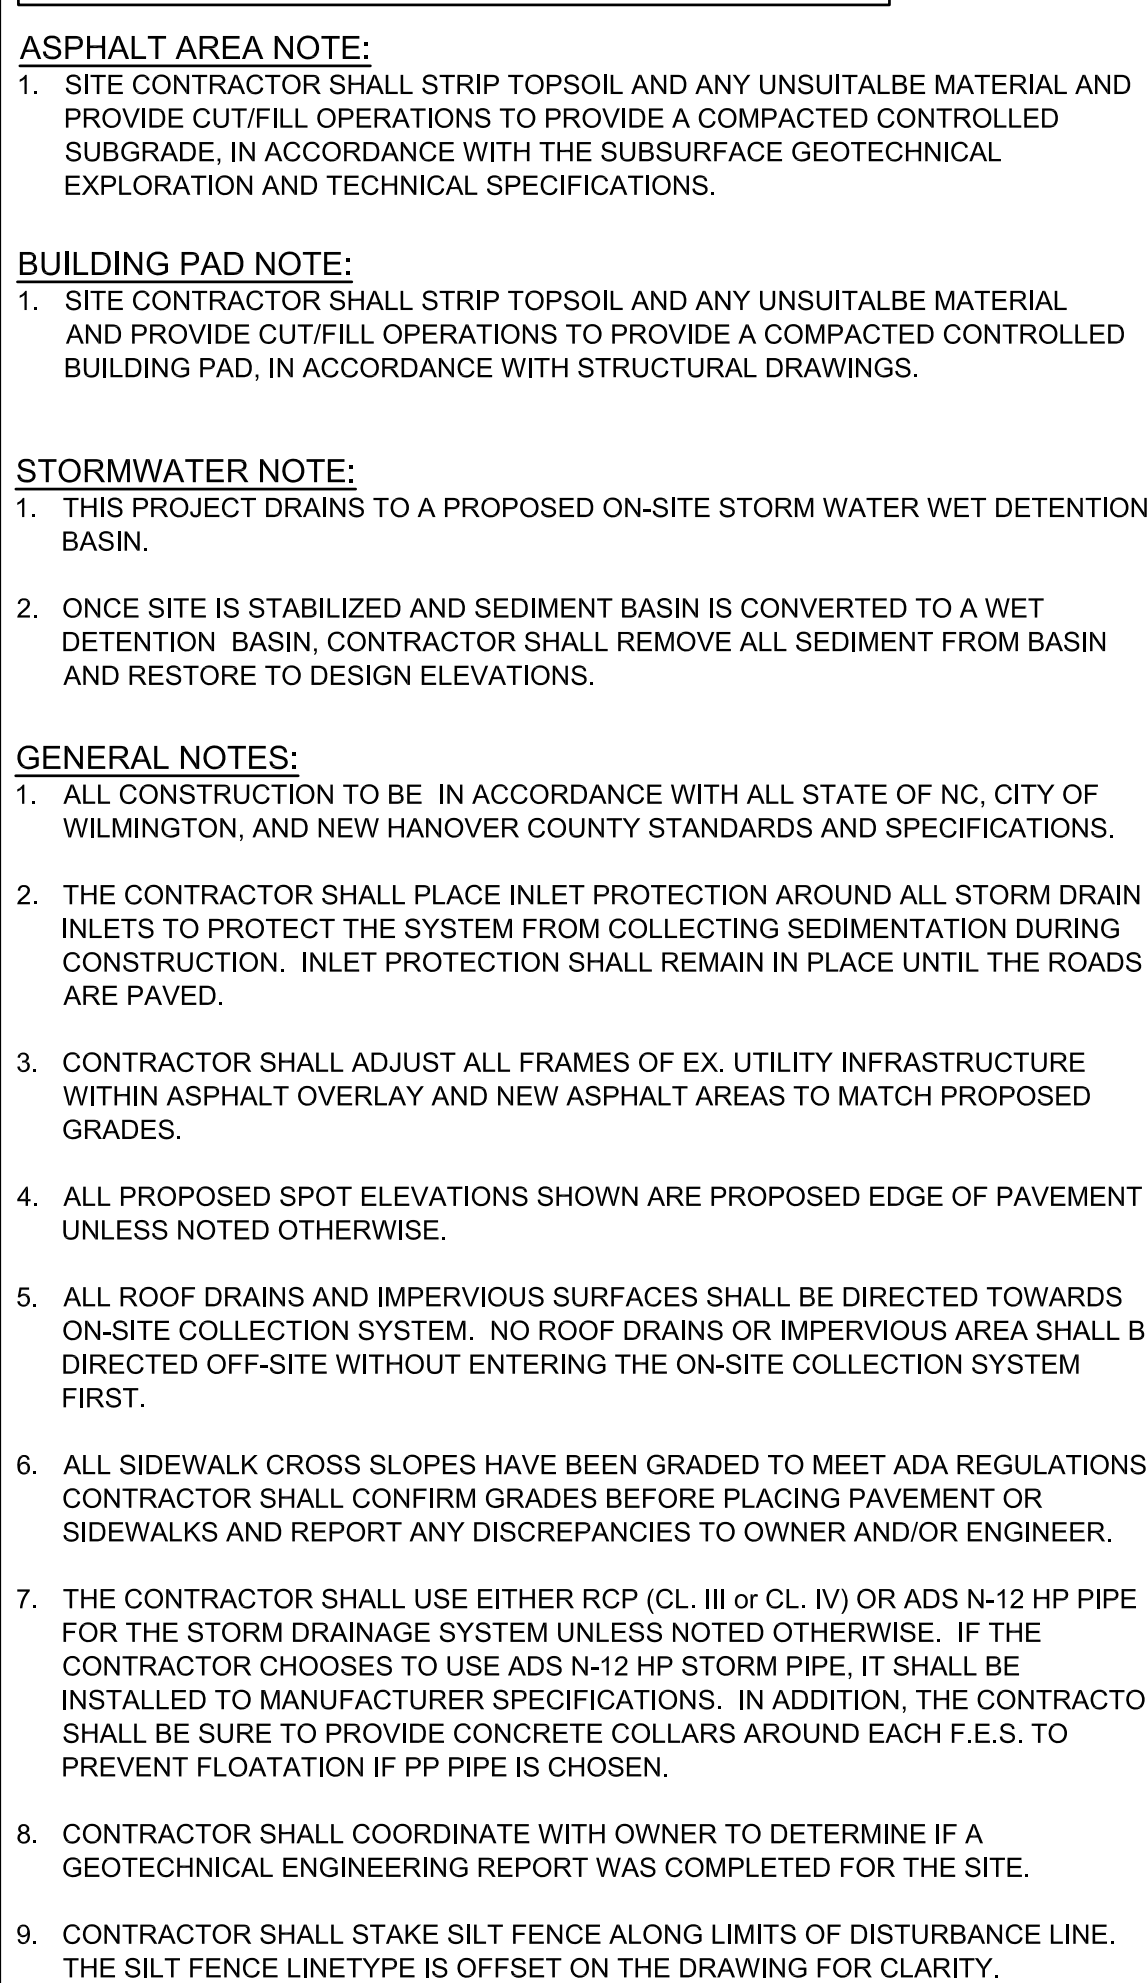 ASPHALT AREA NOTE:
1. SITE CONTRACTOR SHALL STRIP TOPSOIL AND ANY UNSUITALBE MATERIAL AND
PROVIDE CUT/FILL OPERATIONS TO PROVIDE A COMPACTED CONTROLLED
SUBGRADE, IN ACCORDANCE WITH THE SUBSURFACE GEOTECHNICAL
EXPLORATION AND TECHNICAL SPECIFICATIONS.
BUILDING PAD NOTE:
1. SITE CONTRACTOR SHALL STRIP TOPSOIL AND ANY UNSUITALBE MATERIAL
AND PROVIDE CUT/FILL OPERATIONS TO PROVIDE A COMPACTED CONTROLLED
BUILDING PAD, IN ACCORDANCE WITH STRUCTURAL DRAWINGS.
STORMWATER NOTE:
1. THIS PROJECT DRAINS TO A PROPOSED ON-SITE STORM WATER WET DETENTION
BASIN.
2. ONCE SITE IS STABILIZED AND SEDIMENT BASIN IS CONVERTED TO A WET
DETENTION BASIN, CONTRACTOR SHALL REMOVE ALL SEDIMENT FROM BASIN
AND RESTORE TO DESIGN ELEVATIONS.
GENERAL NOTES:
1. ALL CONSTRUCTION TO BE IN ACCORDANCE WITH ALL STATE OF NC, CITY OF
WILMINGTON, AND NEW HANOVER COUNTY STANDARDS AND SPECIFICATIONS.
2. THE CONTRACTOR SHALL PLACE INLET PROTECTION AROUND ALL STORM DRAIN
INLETS TO PROTECT THE SYSTEM FROM COLLECTING SEDIMENTATION DURING
CONSTRUCTION. INLET PROTECTION SHALL REMAIN IN PLACE UNTIL THE ROADS
ARE PAVED.
3. CONTRACTOR SHALL ADJUST ALL FRAMES OF EX. UTILITY INFRASTRUCTURE
WITHIN ASPHALT OVERLAY AND NEW ASPHALT AREAS TO MATCH PROPOSED
GRADES.
4. ALL PROPOSED SPOT ELEVATIONS SHOWN ARE PROPOSED EDGE OF PAVEMENT
UNLESS NOTED OTHERWISE.
5. ALL ROOF DRAINS AND IMPERVIOUS SURFACES SHALL BE DIRECTED TOWARDS
ON-SITE COLLECTION SYSTEM. NO ROOF DRAINS OR IMPERVIOUS AREA SHALL B
DIRECTED OFF-SITE WITHOUT ENTERING THE ON-SITE COLLECTION SYSTEM
FIRST.
6. ALL SIDEWALK CROSS SLOPES HAVE BEEN GRADED TO MEET ADA REGULATIONS
CONTRACTOR SHALL CONFIRM GRADES BEFORE PLACING PAVEMENT OR
SIDEWALKS AND REPORT ANY DISCREPANCIES TO OWNER AND/OR ENGINEER.
7. THE CONTRACTOR SHALL USE EITHER RCP (CL. III or CL. IV) OR ADS N-12 HP PIPE
FOR THE STORM DRAINAGE SYSTEM UNLESS NOTED OTHERWISE. IF THE
CONTRACTOR CHOOSES TO USE ADS N-12 HP STORM PIPE, IT SHALL BE
INSTALLED TO MANUFACTURER SPECIFICATIONS. IN ADDITION, THE CONTRACTO
SHALL BE SURE TO PROVIDE CONCRETE COLLARS AROUND EACH F.E.S. TO
PREVENT FLOATATION IF PP PIPE IS CHOSEN.
8. CONTRACTOR SHALL COORDINATE WITH OWNER TO DETERMINE IF A
GEOTECHNICAL ENGINEERING REPORT WAS COMPLETED FOR THE SITE.
9. CONTRACTOR SHALL STAKE SILT FENCE ALONG LIMITS OF DISTURBANCE LINE.
THE SILT FENCE LINETYPE IS OFFSET ON THE DRAWING FOR CLARITY.